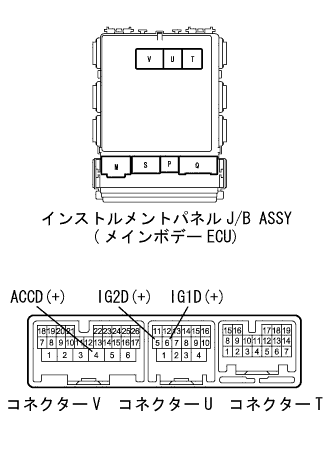 V U T
M S P Q
インストルメントパネルJ/B ASSY
(メインボデーECU)
ACCD(+) IG2D(+) IG1D(+)
18 19 20 21 22 23 24 25 26 11 12 13 14 15 16 15 16 17 18 19
7 8 9 10 11 12 13 14 15 16 17 5 6 7 8 9 10 8 9 10 11 12 13 14
1 2 3 4 5 6 1 2 3 4 1 2 3 4 5 6 7
コネクターV コネクターU コネクターT